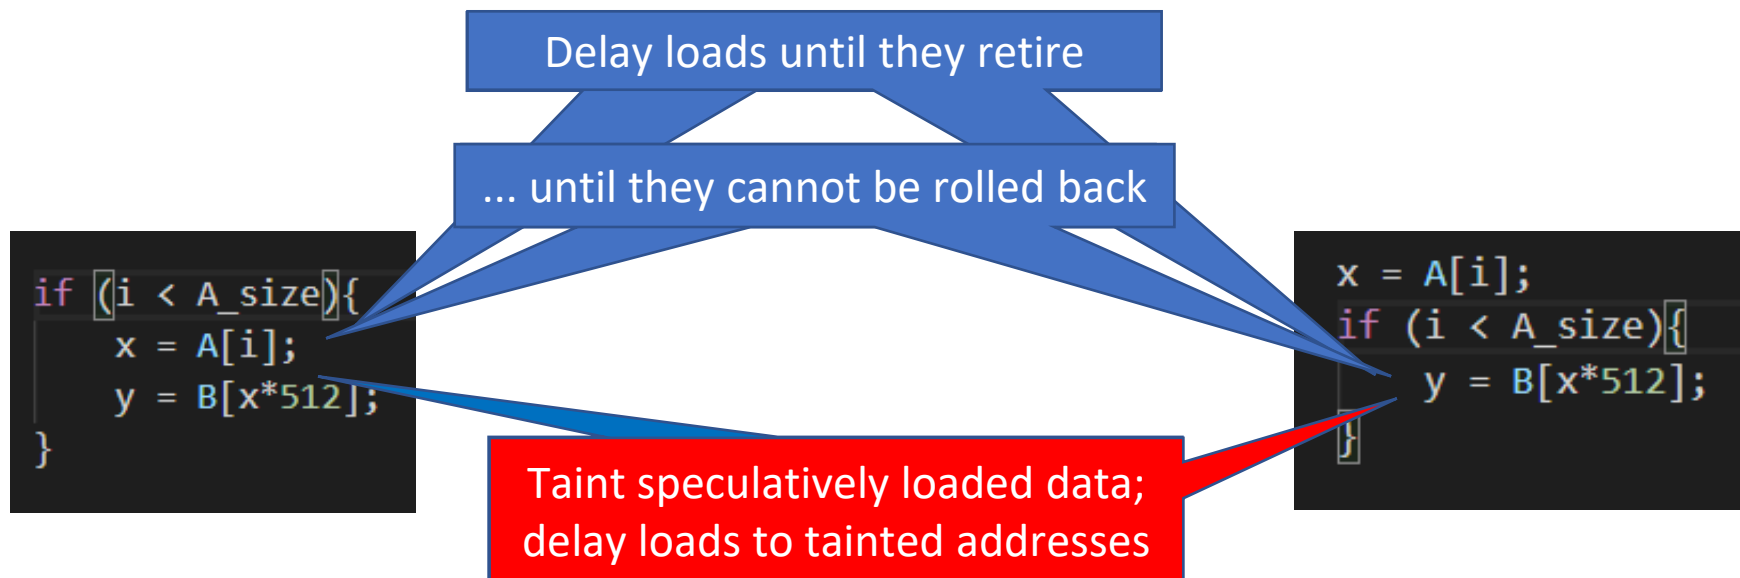 Delay loads until they retire
... until they cannot be rolled back
if (i < A_size){
x = A[i];
y = B[x*512];
}
x = A[i];
if (i < A_size){
y = B[x*512];
}
Taint speculatively loaded data;
delay loads to tainted addresses